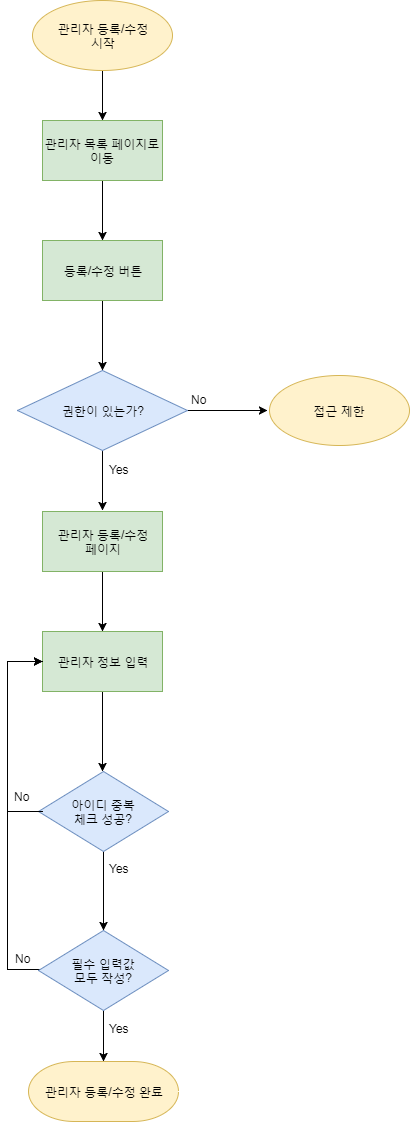 관리자 등록/수정
시작
관리자 목록 페이지로
이동
등록/수정 버튼
권한이 있는가?
No
접근 제한
Yes
관리자 등록/수정
페이지
관리자 정보 입력
아이디 중복
체크 성공?
No
Yes
필수 입력값
모두 작성?
No
Yes
관리자 등록/수정 완료